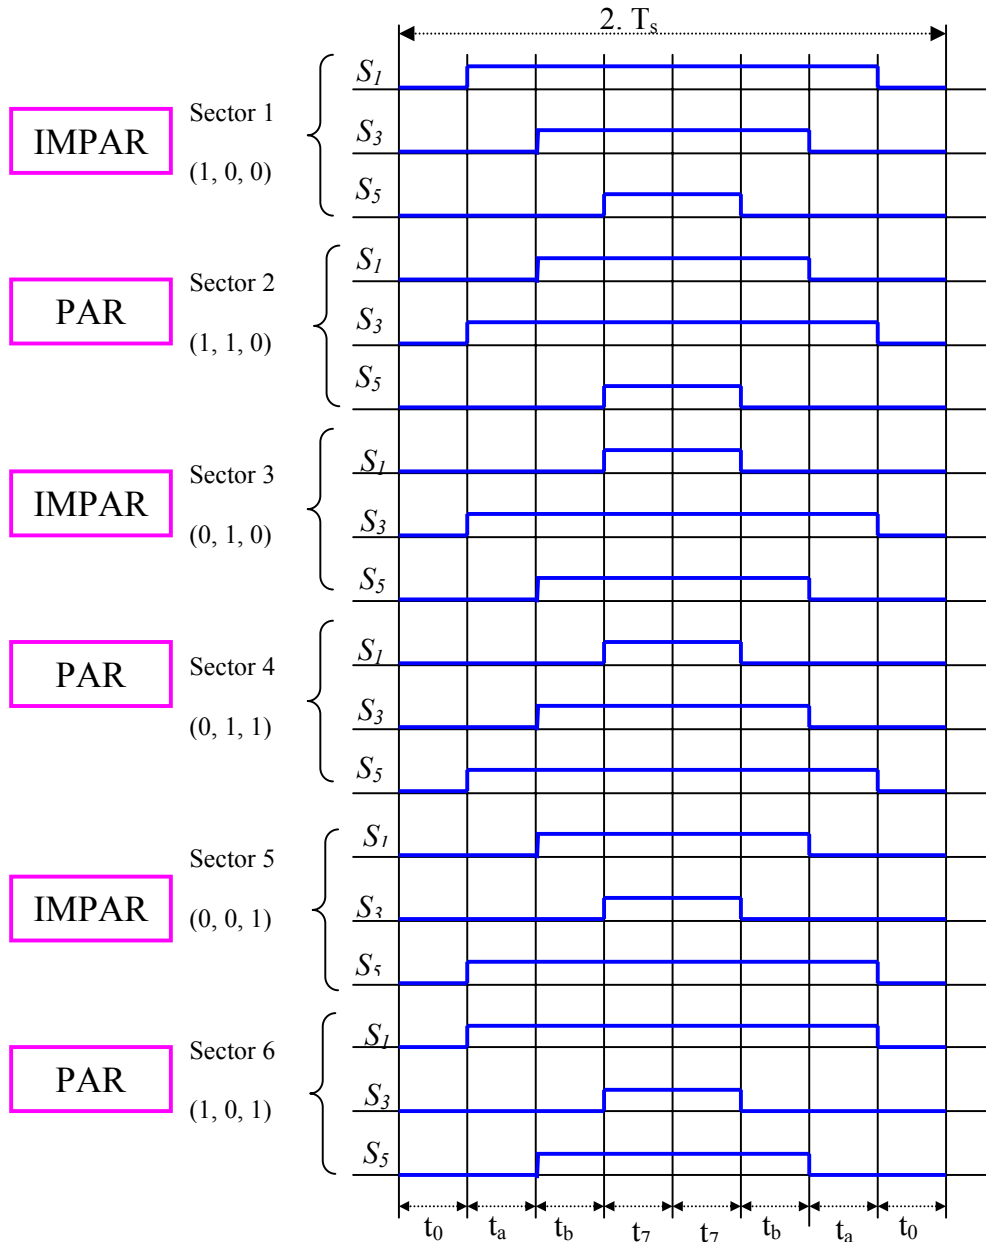 2. Tₛ
S₁
Sector 1
IMPAR
S₃
(1, 0, 0)
S₅
S₁
Sector 2
PAR
S₃
(1, 1, 0)
S₅
S₁
Sector 3
IMPAR
S₃
(0, 1, 0)
S₅
S₁
Sector 4
PAR
S₃
(0, 1, 1)
S₅
S₁
Sector 5
IMPAR
S₃
(0, 0, 1)
S₅
S₁
Sector 6
PAR
S₃
(1, 0, 1)
S₅
t₀ tₐ t_b t₇ t₇ t_b tₐ t₀